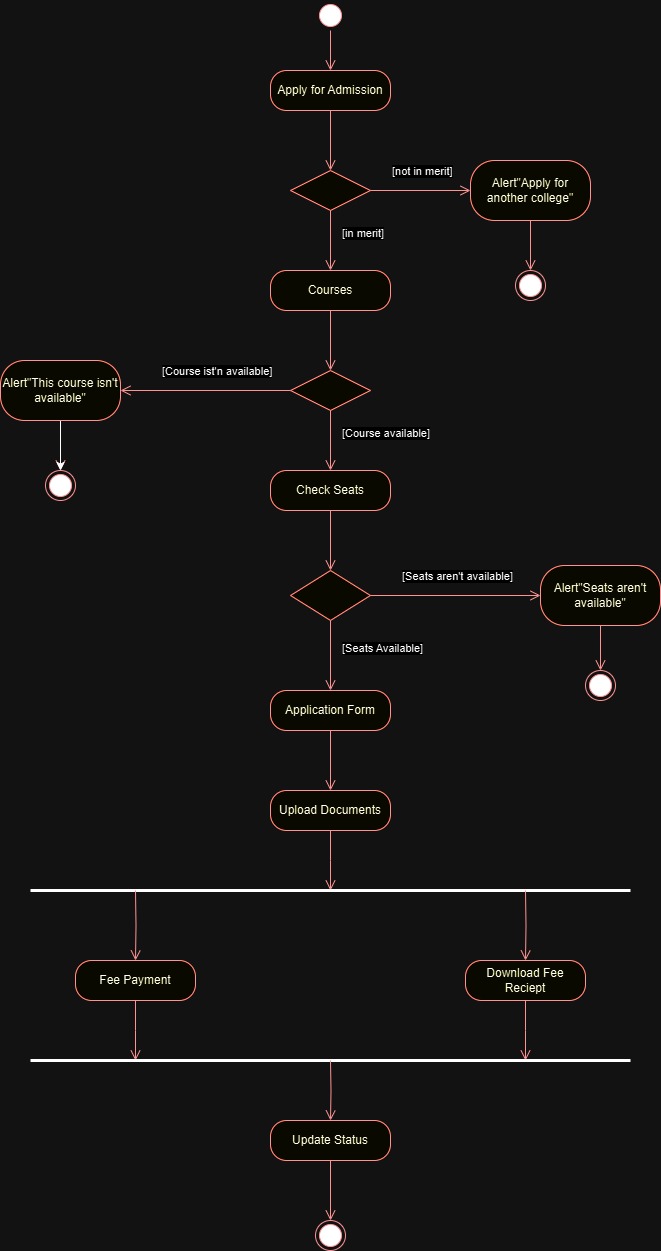 Apply for Admission
[not in merit]
Alert"Apply for
another college"
[in merit]
Courses
[Course ist'n available]
Alert"This course isn't
available"
[Course available]
Check Seats
[Seats aren't available]
Alert"Seats aren't
available"
[Seats Available]
Application Form
Upload Documents
Fee Payment
Download Fee
Reciept
Update Status